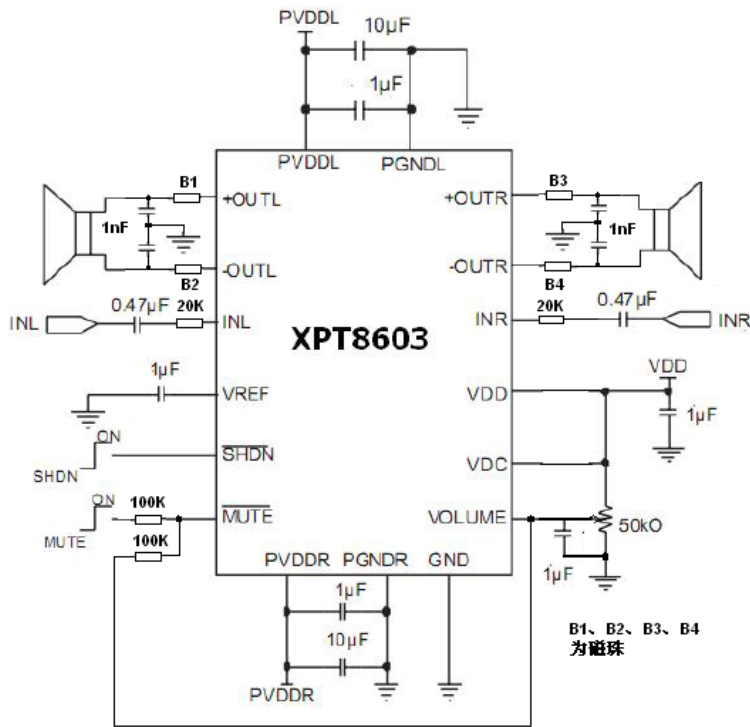 PVDDL
10μF
1μF
PVDDL
PGNDL
B1
+OUTL
1nF
-OUTL
B2
B3
+OUTR
1nF
-OUTR
B4
0.47μF
20K
INL
INL
XPT8603
20K
0.47μF
INR
INR
1μF
VREF
VDD
VDD
1μF
ON
SHDN
SHDN
VDC
ON
MUTE
100K
100K
MUTE
VOLUME
50kO
1μF
PVDDR
PGNDR
GND
1μF
10μF
PVDDR
B1、B2、B3、B4
为磁珠